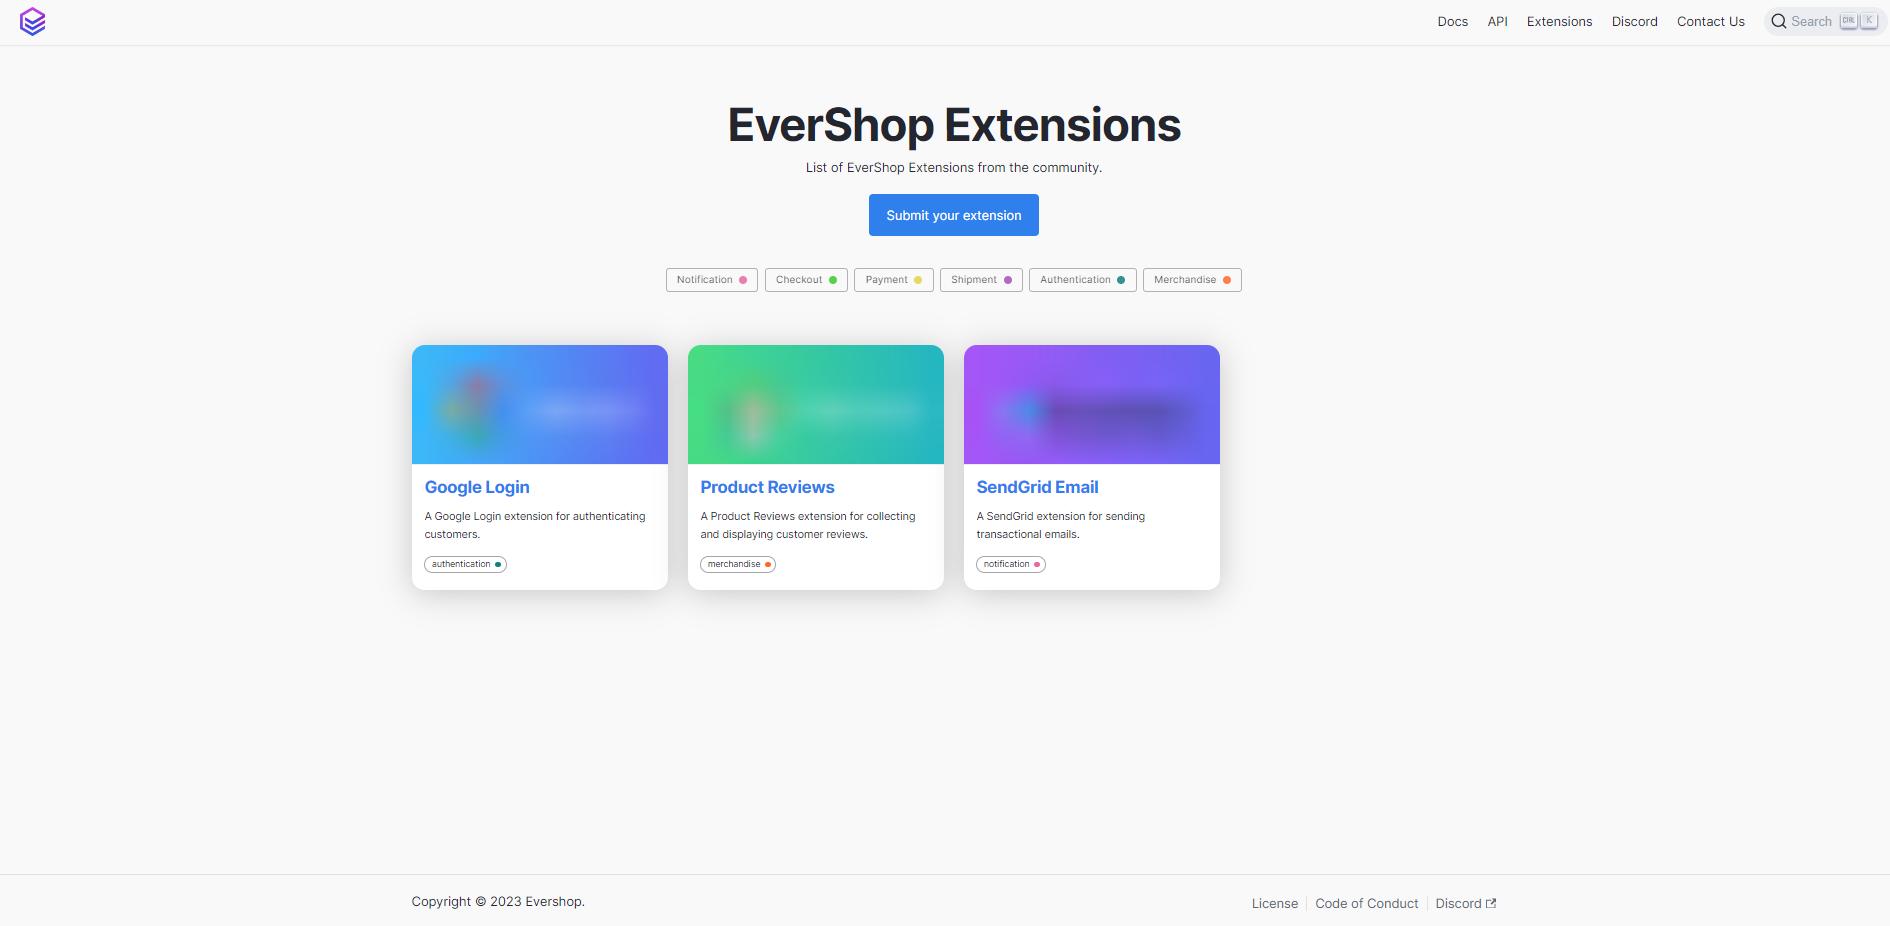 Docs API Extensions Discord Contact Us Search CTRL K
EverShop Extensions
List of EverShop Extensions from the community.
Submit your extension
Notification Checkout Payment Shipment Authentication Merchandise
Google Login
A Google Login extension for authenticating
customers.
authentication
Product Reviews
A Product Reviews extension for collecting
and displaying customer reviews.
merchandise
SendGrid Email
A SendGrid extension for sending
transactional emails.
notification
Copyright © 2023 Evershop.
License Code of Conduct Discord